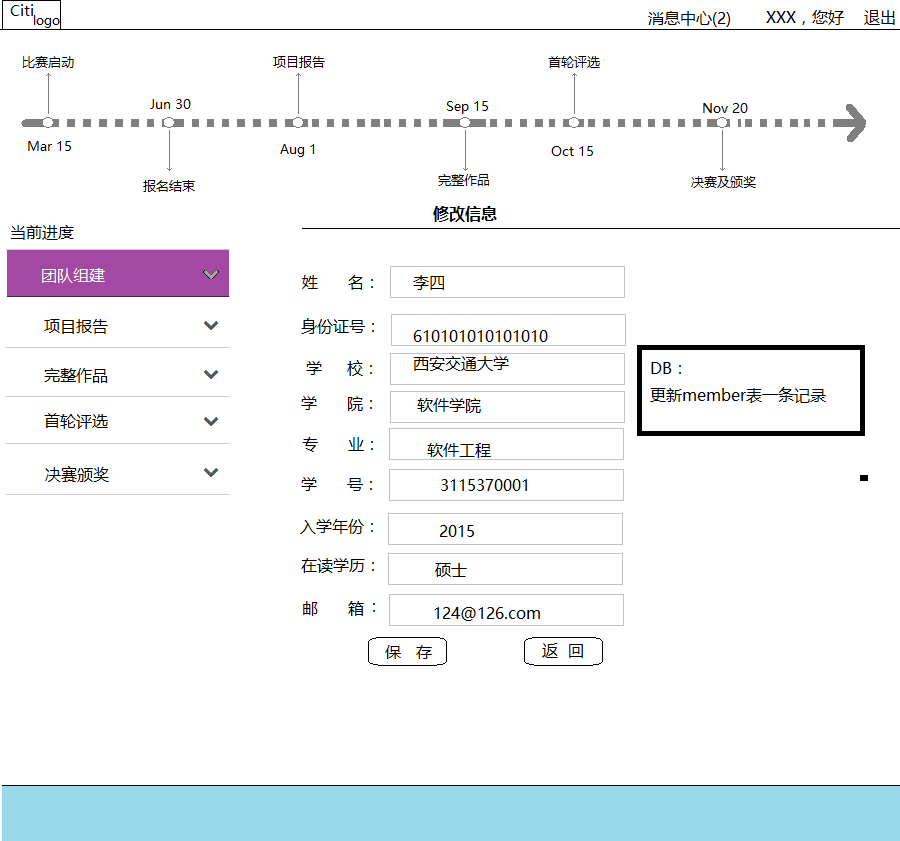 Citi
logo
消息中心(2) XXX，您好 退出
比赛启动 项目报告 首轮评选
Jun 30 Sep 15 Nov 20
Mar 15 Aug 1 Oct 15
报名结束 完整作品 决赛及颁奖
修改信息
当前进度
团队组建
项目报告
完整作品
首轮评选
决赛颁奖
姓 名： 李四
身份证号： 610101010101010
学 校： 西安交通大学
学 院： 软件学院
专 业： 软件工程
学 号： 3115370001
入学年份： 2015
在读学历： 硕士
邮 箱： 124@126.com
保 存 返 回
DB：
更新member表一条记录